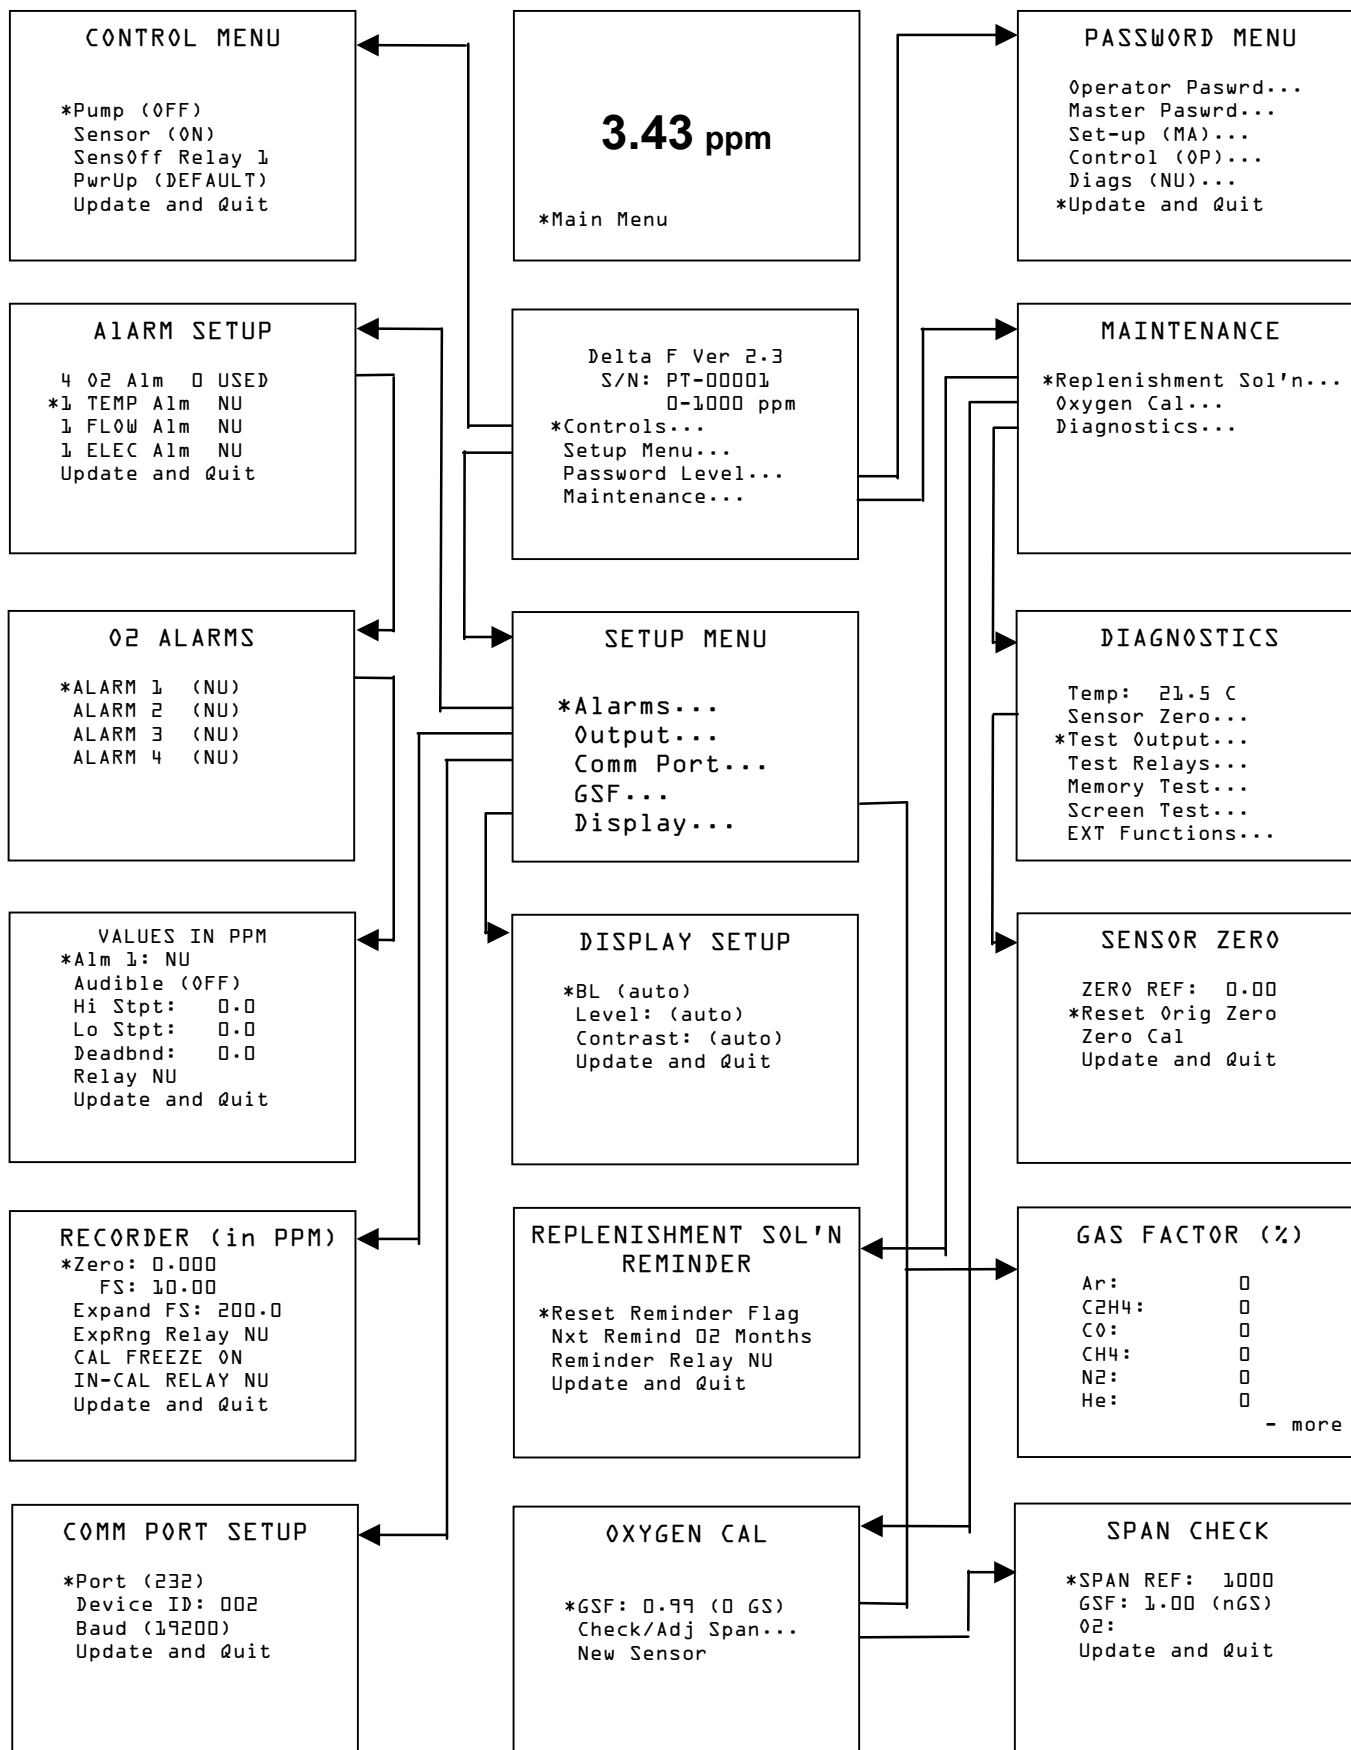 CONTROL MENU
*Pump (OFF)
Sensor (ON)
SensOff Relay 1
PwrUp (DEFAULT)
Update and Quit
3.43 ppm
*Main Menu
PASSWORD MENU
Operator Paswrd...
Master Paswrd...
Set-up (MA)...
Control (OP)...
Diags (NU)...
*Update and Quit
AlARM SETUP
4 O2 Alm 0 USED
*1 TEMP Alm NU
1 FLOW Alm NU
1 ELEC Alm NU
Update and Quit
Delta F Ver 2.3
S/N: PT-00001
0-1000 ppm
*Controls...
Setup Menu...
Password Level...
Maintenance...
MAINTENANCE
*Replenishment Sol'n...
Oxygen Cal...
Diagnostics...
O2 ALARMS
*ALARM 1 (NU)
ALARM 2 (NU)
ALARM 3 (NU)
ALARM 4 (NU)
SETUP MENU
*Alarms...
Output...
Comm Port...
GSF...
Display...
DIAGNOSTICS
Temp: 21.5 C
Sensor Zero...
*Test Output...
Test Relays...
Memory Test...
Screen Test...
EXT Functions...
VALUES IN PPM
*Alm 1: NU
Audible (OFF)
Hi Stpt: 0.0
Lo Stpt: 0.0
Deadbnd: 0.0
Relay NU
Update and Quit
DISPLAY SETUP
*BL (auto)
Level: (auto)
Contrast: (auto)
Update and Quit
SENSOR ZERO
ZERO REF: 0.00
*Reset Orig Zero
Zero Cal
Update and Quit
RECORDER (in PPM)
*Zero: 0.000
FS: 10.00
Expand FS: 200.0
ExpRng Relay NU
CAL FREEZE ON
IN-CAL RELAY NU
Update and Quit
REPLENISHMENT SOL'N
REMINDER
*Reset Reminder Flag
Nxt Remind 02 Months
Reminder Relay NU
Update and Quit
GAS FACTOR (%)
Ar: 0
C2H4: 0
CO: 0
CH4: 0
N2: 0
He: 0
- more
COMM PORT SETUP
*Port (232)
Device ID: 002
Baud (19200)
Update and Quit
OXYGEN CAL
*GSF: 0.99 (0 GS)
Check/Adj Span...
New Sensor
SPAN CHECK
*SPAN REF: 1000
GSF: 1.00 (nGS)
O2:
Update and Quit